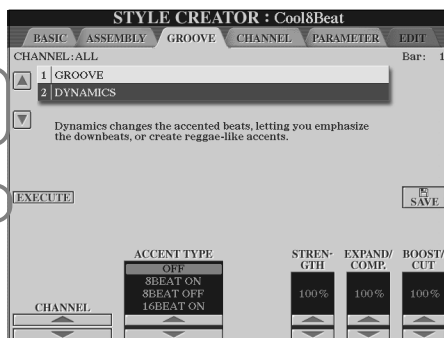 STYLE CREATOR : Cool8Beat
BASIC ASSEMBLY GROOVE CHANNEL PARAMETER EDIT
CHANNEL:ALL Bar: 1
1 GROOVE
2 DYNAMICS
Dynamics changes the accented beats, letting you emphasize
the downbeats, or create reggae-like accents.
EXECUTE
SAVE
ACCENT TYPE
OFF
8BEAT ON
8BEAT OFF
16BEAT ON
CHANNEL
STREN-
GTH
100%
EXPAND/
COMP.
100%
BOOST/
CUT
100%